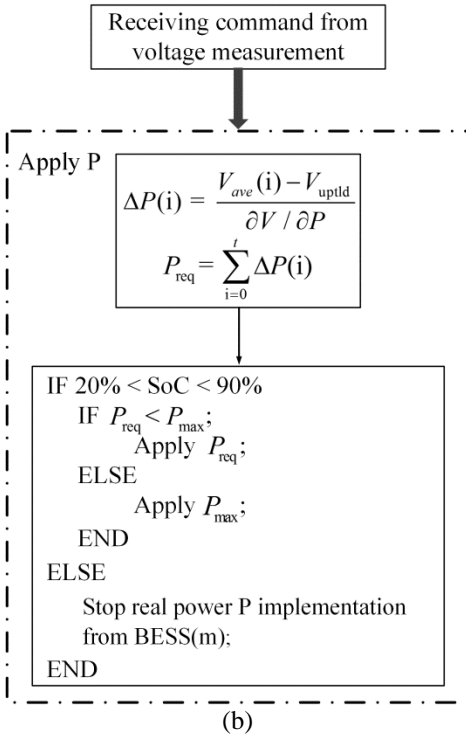 Receiving command from
voltage measurement
Apply P
ΔP(i) = (V_ave(i) − V_uptld) / (∂V / ∂P)
P_req = ∑_{i=0}^{t} ΔP(i)
IF 20% < SoC < 90%
IF P_req < P_max;
Apply P_req;
ELSE
Apply P_max;
END
ELSE
Stop real power P implementation
from BESS(m);
END
(b)